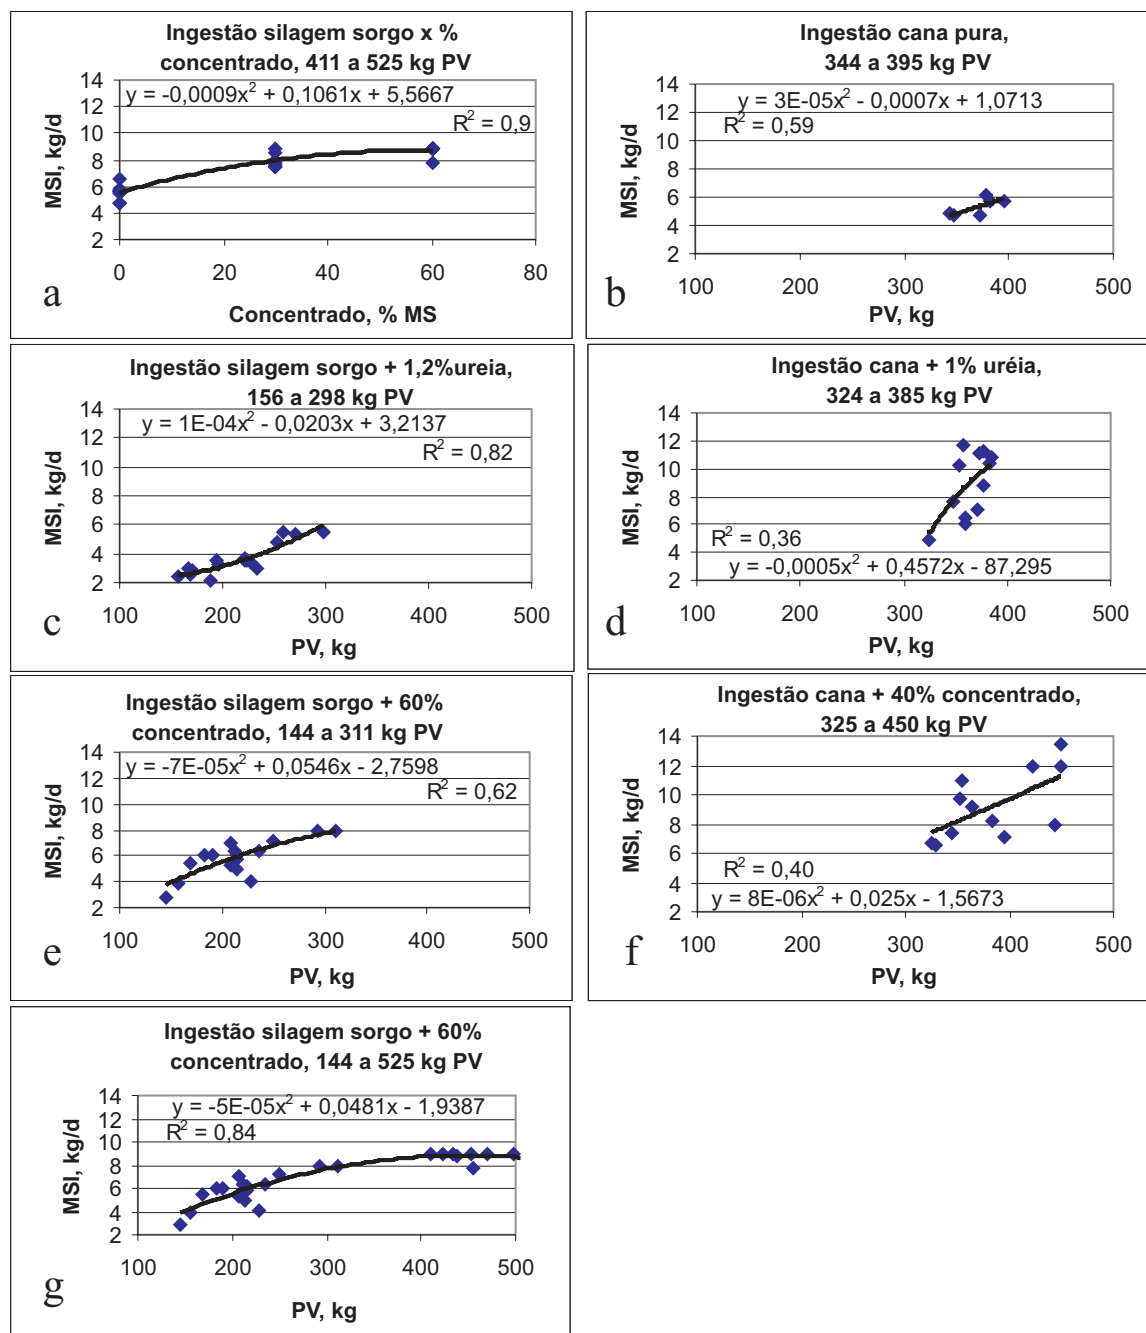 Ingestão silagem sorgo x %
concentrado, 411 a 525 kg PV
y = -0,0009x² + 0,1061x + 5,5667
R² = 0,9
MSI, kg/d
14
12
10
8
6
4
2
0 20 40 60 80
Concentrado, % MS
a
Ingestão cana pura,
344 a 395 kg PV
y = 3E-05x² - 0,0007x + 1,0713
R² = 0,59
MSI, kg/d
14
12
10
8
6
4
2
100 200 300 400 500
PV, kg
b
Ingestão silagem sorgo + 1,2%ureia,
156 a 298 kg PV
y = 1E-04x² - 0,0203x + 3,2137
R² = 0,82
MSI, kg/d
14
12
10
8
6
4
2
100 200 300 400 500
PV, kg
c
Ingestão cana + 1% uréia,
324 a 385 kg PV
MSI, kg/d
14
12
10
8
6
4
2
R² = 0,36
y = -0,0005x² + 0,4572x - 87,295
100 200 300 400 500
PV, kg
d
Ingestão silagem sorgo + 60%
concentrado, 144 a 311 kg PV
y = -7E-05x² + 0,0546x - 2,7598
R² = 0,62
MSI, kg/d
14
12
10
8
6
4
2
100 200 300 400 500
PV, kg
e
Ingestão cana + 40% concentrado,
325 a 450 kg PV
MSI, kg/d
14
12
10
8
6
4
2
R² = 0,40
y = 8E-06x² + 0,025x - 1,5673
100 200 300 400 500
PV, kg
f
Ingestão silagem sorgo + 60%
concentrado, 144 a 525 kg PV
y = -5E-05x² + 0,0481x - 1,9387
R² = 0,84
MSI, kg/d
14
12
10
8
6
4
2
100 200 300 400 500
PV, kg
g